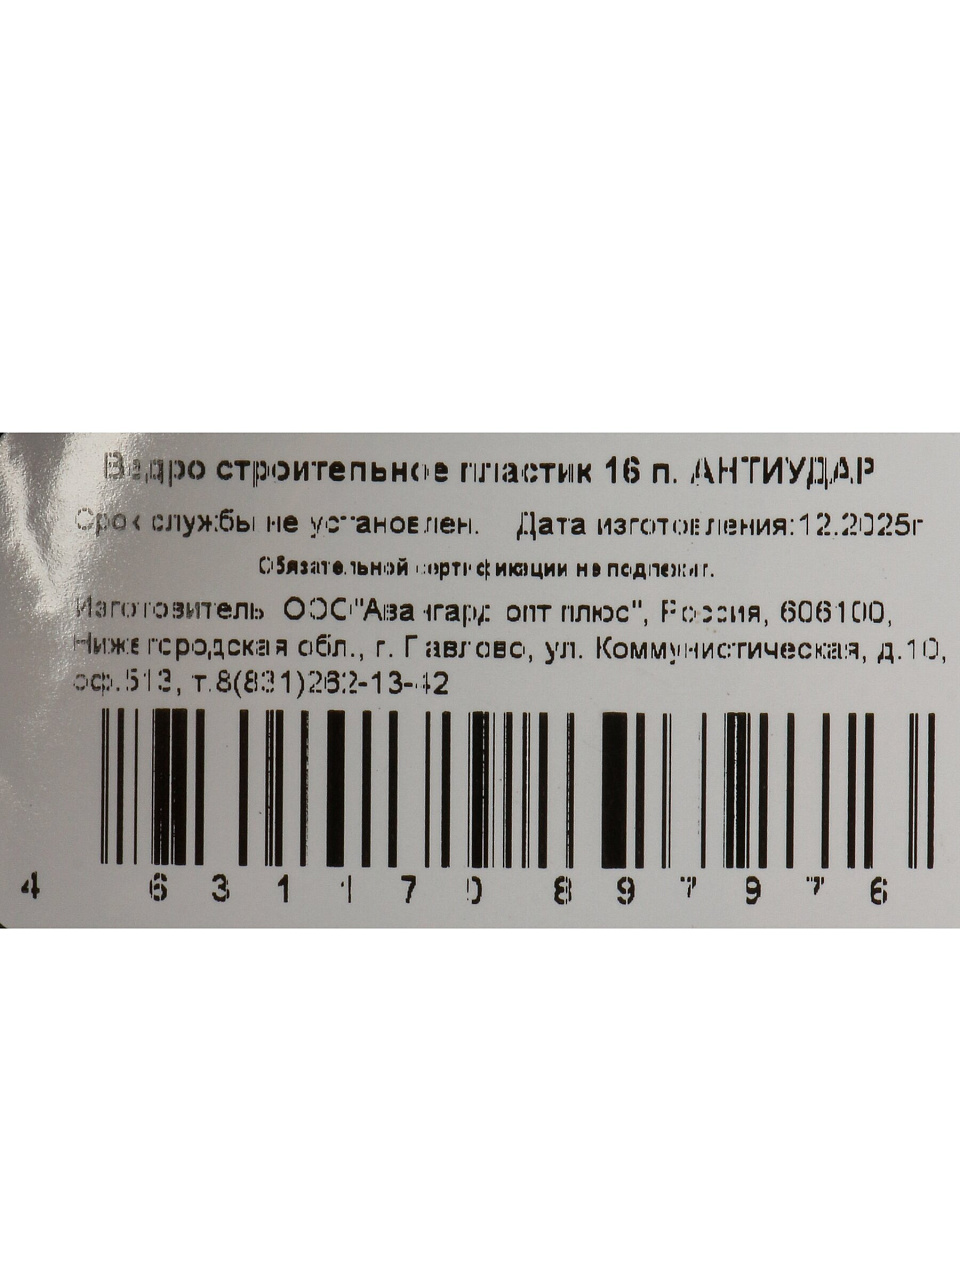 Ведро строительное пластик 16 л. АНТИУДАР
Срок службы не установлен. Дата изготовления:12.2025г
Обязательной сертификации не подлежит.
Изготовитель ООО"Авангард опт плюс", Россия, 606100,
Нижегородская обл., г. Павлово, ул. Коммунистическая, д.10,
оф.513, т.8(831)262-13-42
4 631170 897976